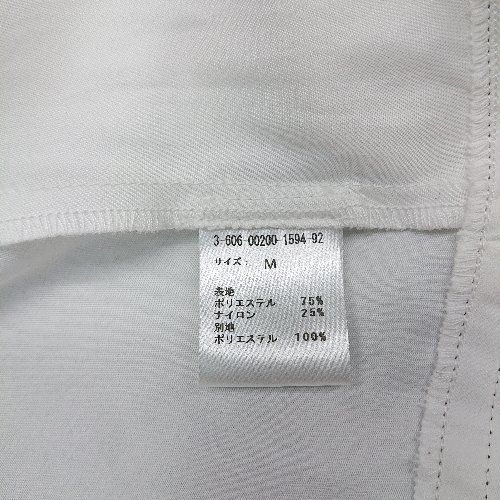 3-606-00200-1594-92
サイズ: M
表地
ポリエステル 75%
ナイロン 25%
別地
ポリエステル 100%